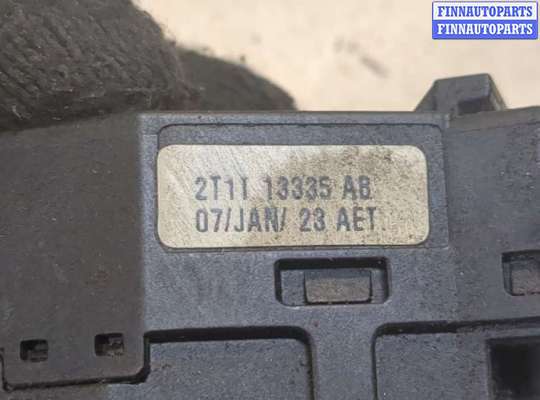 FINNAUTOPARTS
FINNAUTOPARTS
2T1T 13335 AB
07/JAN/ 23 AET